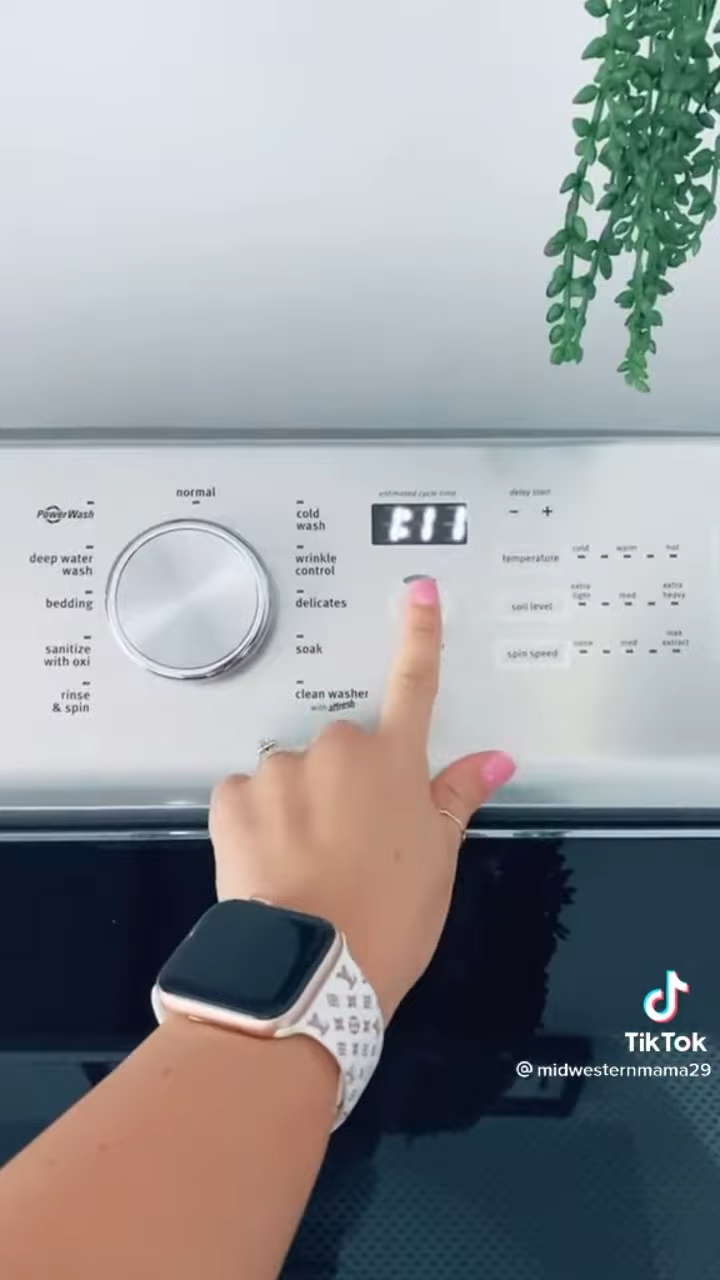 normal
PowerWash
deep water
wash
bedding
sanitize
with oxi
rinse
& spin
cold
wash
wrinkle
control
delicates
soak
clean washer
with affresh
estimated cycle time
delay start
- +
temperature
cold warm hot
soil level
extra
light
med
extra
heavy
spin speed
med
max
extract
TikTok
@midwesternmama29